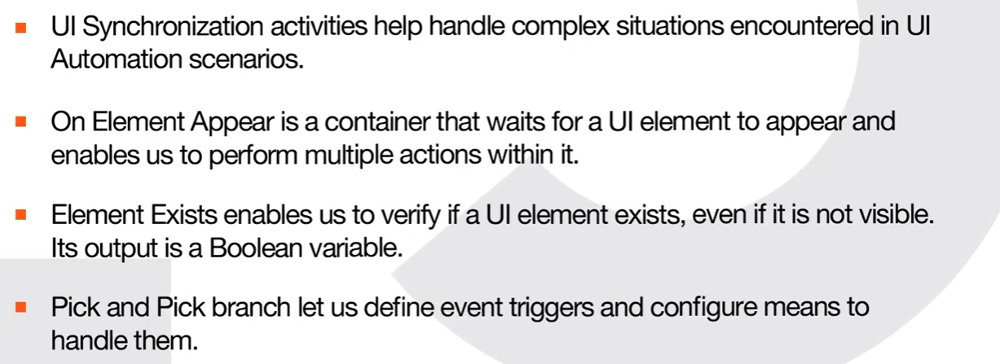 UI Synchronization activities help handle complex situations encountered in UI
Automation scenarios.
On Element Appear is a container that waits for a UI element to appear and
enables us to perform multiple actions within it.
Element Exists enables us to verify if a UI element exists, even if it is not visible.
Its output is a Boolean variable.
Pick and Pick branch let us define event triggers and configure means to
handle them.